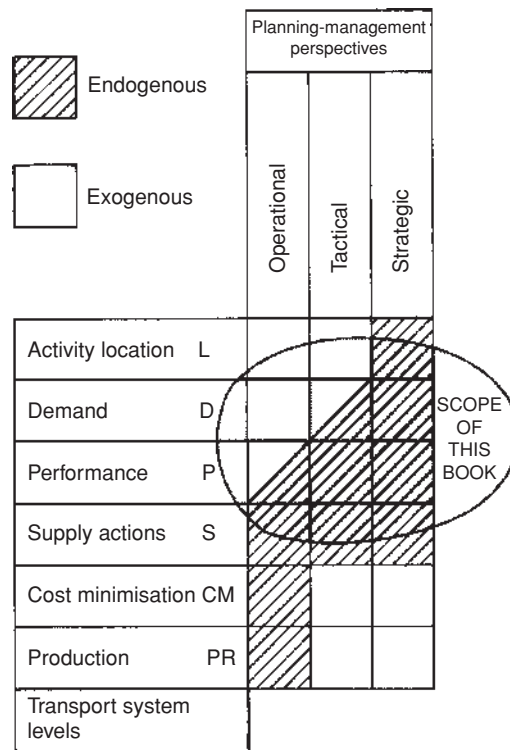 Planning-management
perspectives
Endogenous
Exogenous
Operational
Tactical
Strategic
Activity location L
Demand D
Performance P
Supply actions S
Cost minimisation CM
Production PR
Transport system
levels
SCOPE
OF
THIS
BOOK